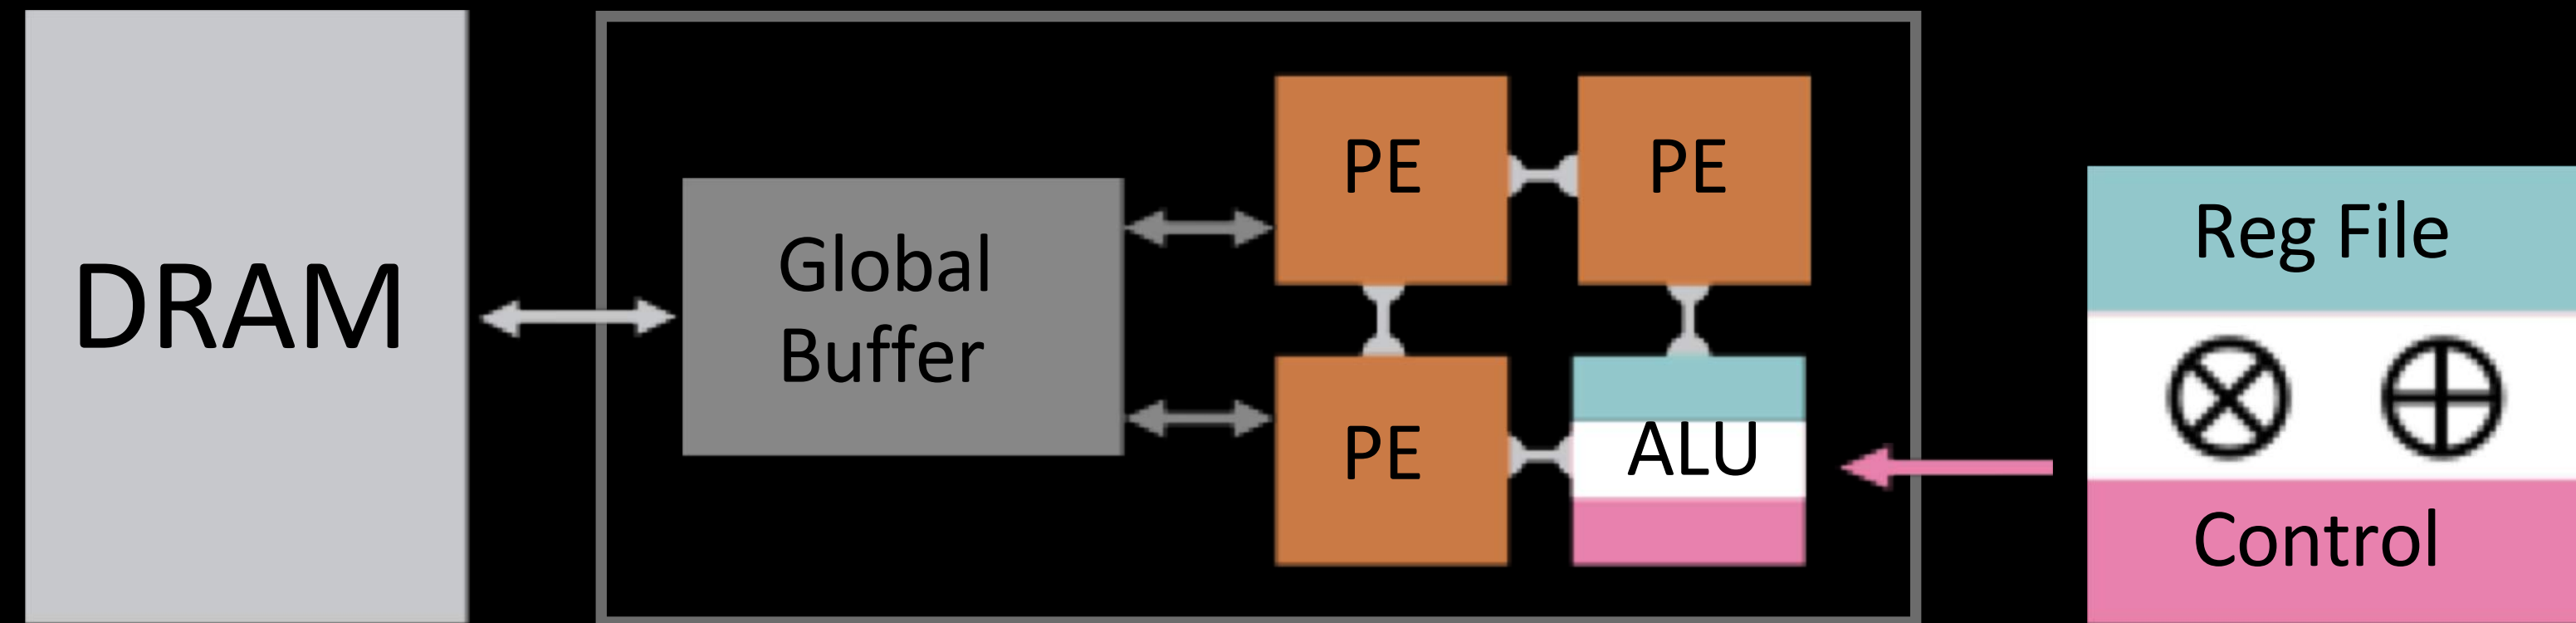 DRAM
Global
Buffer
PE
PE
PE
ALU
Reg File
Control